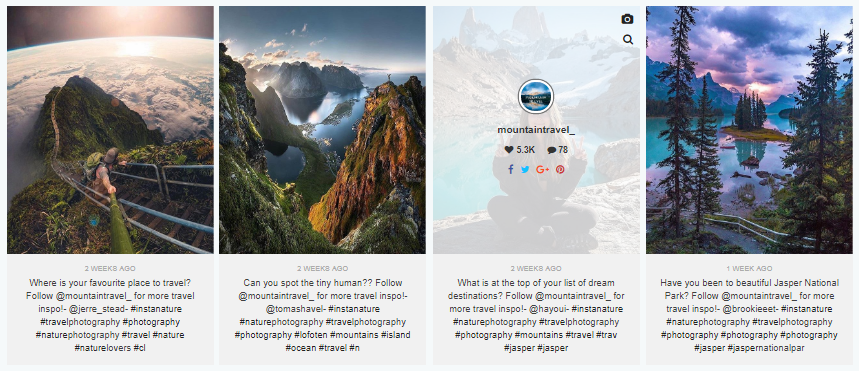 mountaintravel_
5.3K 78
2 WEEKS AGO
Where is your favourite place to travel?
Follow @mountaintravel_ for more travel
inspo!- @jerre_stead- #instanature
#travelphotography #photography
#naturephotography #travel #nature
#naturelovers #ol
2 WEEKS AGO
Can you spot the tiny human?? Follow
@mountaintravel_ for more travel inspo!-
@tomashavel- #instanature
#naturephotography #travelphotography
#photography #lofoten #mountains #island
#ocean #travel #n
2 WEEKS AGO
What is at the top of your list of dream
destinations? Follow @mountaintravel_ for
more travel inspo!- @hayoui- #instanature
#naturephotography #travelphotography
#photography #mountains #travel #trav
#jasper #jasper
1 WEEK AGO
Have you been to beautiful Jasper National
Park? Follow @mountaintravel_ for more
travel inspo!- @brookieeet- #instanature
#naturephotography #travelphotography
#photography #photography #photography
#jasper #jaspernationalpar